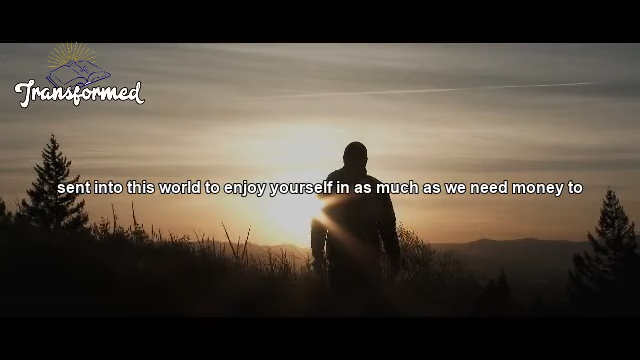 Transformed
sent into this world to enjoy yourself in as much as we need money to